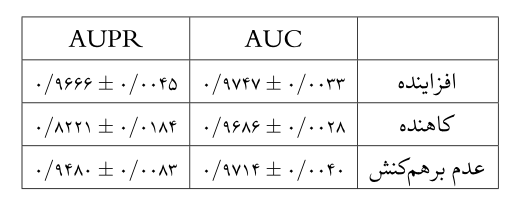 AUC AUPR
افزاینده ۰/۹۷۴۷ ± ۰/۰۰۳۳ ۰/۹۶۶۶ ± ۰/۰۰۴۵
کاهنده ۰/۹۶۸۶ ± ۰/۰۰۲۸ ۰/۸۲۲۱ ± ۰/۰۱۸۴
عدم برهم‌کنش ۰/۹۷۱۴ ± ۰/۰۰۴۰ ۰/۹۴۸۰ ± ۰/۰۰۸۳